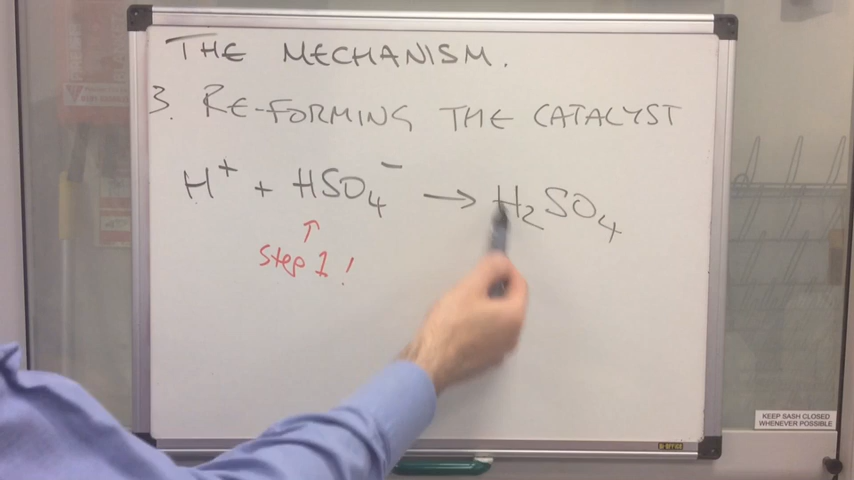 THE MECHANISM.
3. RE-FORMING THE CATALYST
H⁺ + HSO₄⁻ → H₂SO₄
↑
step 1!
KEEP SASH CLOSED
WHENEVER POSSIBLE